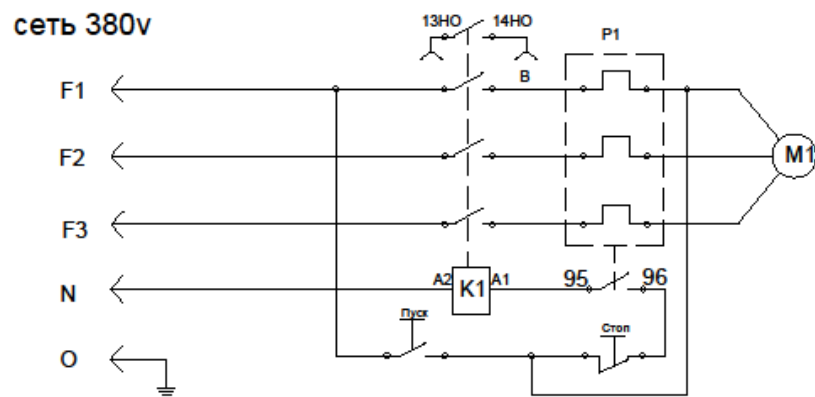 сеть 380v
13НО 14НО
P1
F1
B
F2
M1
F3
N
A2 K1 A1
95 96
Пуск
Стоп
O